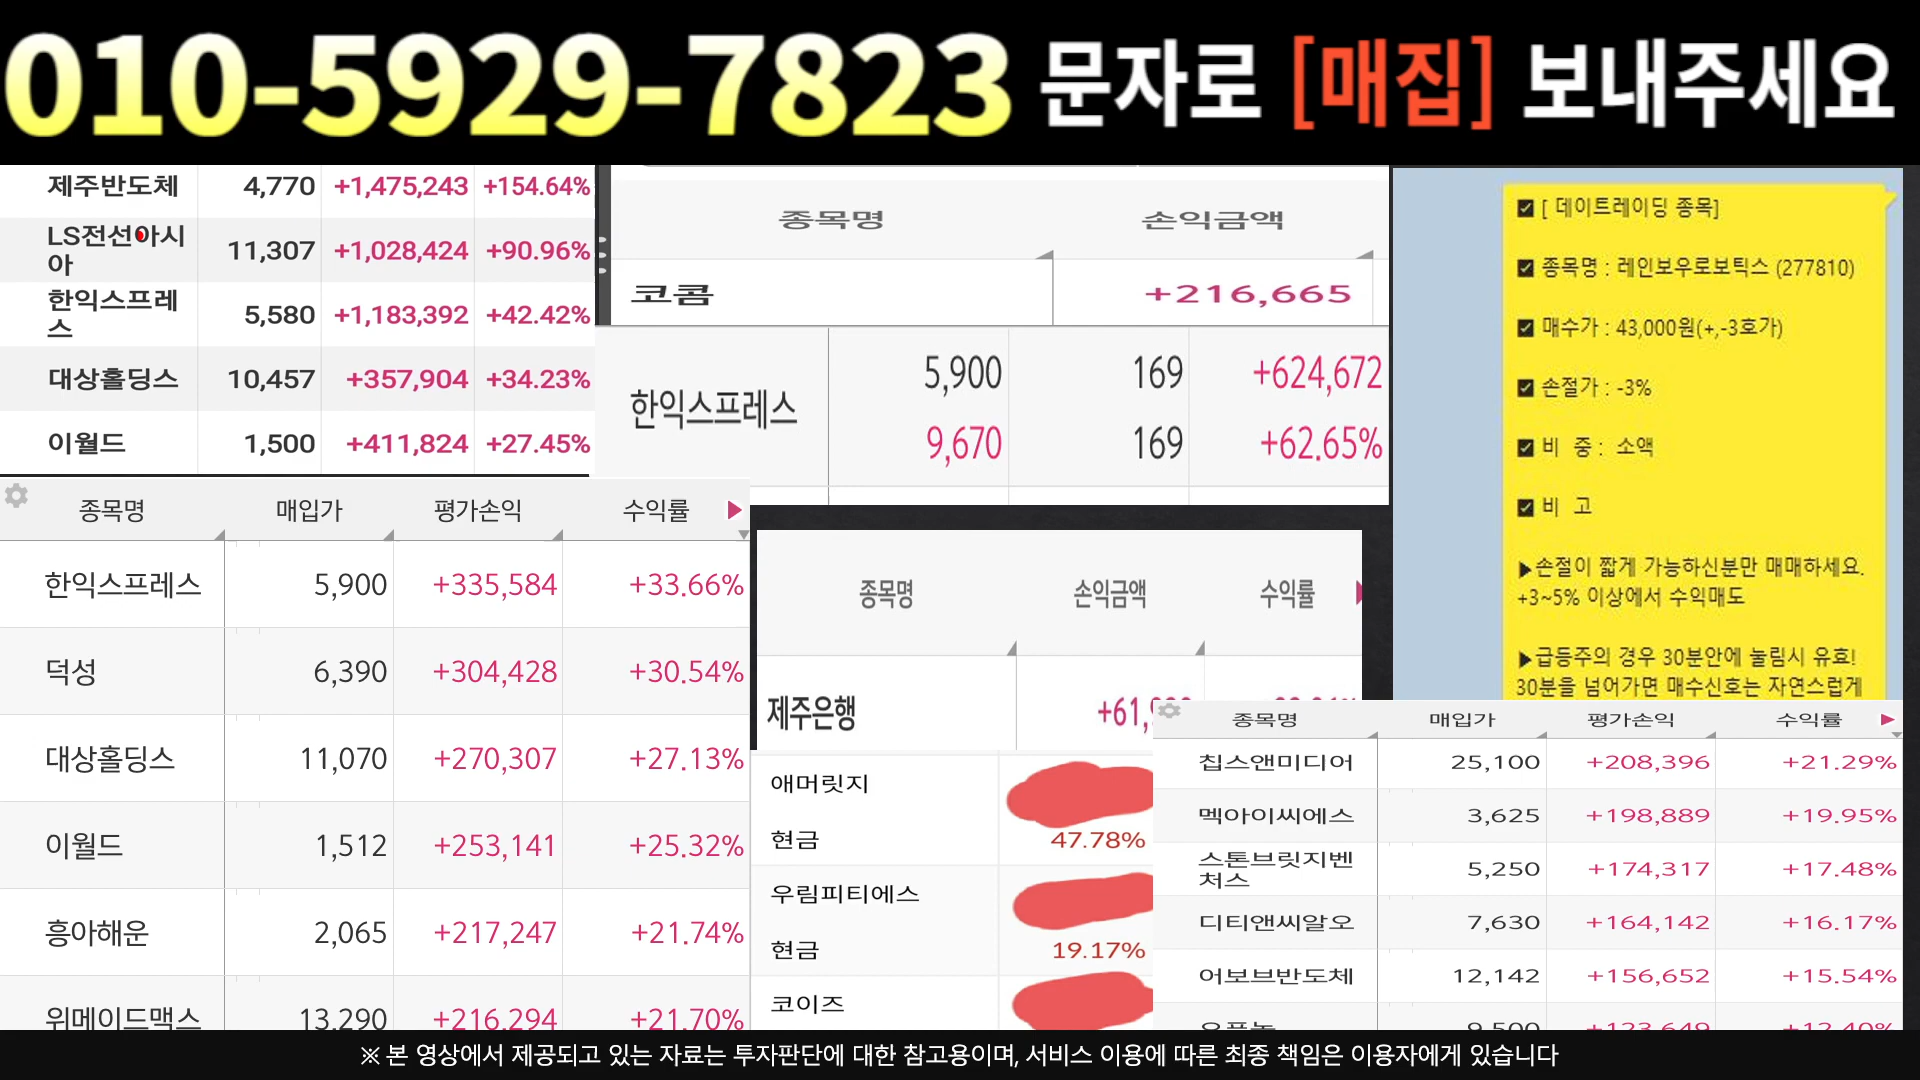 010-5929-7823 문자로 [매집] 보내주세요
제주반도체 4,770 +1,475,243 +154.64%
LS전선아시
아 11,307 +1,028,424 +90.96%
한익스프레
스 5,580 +1,183,392 +42.42%
대상홀딩스 10,457 +357,904 +34.23%
이월드 1,500 +411,824 +27.45%
종목명 손익금액
코콤 +216,665
한익스프레스
5,900 169 +624,672
9,670 169 +62.65%
☑ [ 데이트레이딩 종목]
☑ 종목명 : 레인보우로보틱스 (277810)
☑ 매수가 : 43,000원(+,-3호가)
☑ 손절가 : -3%
☑ 비 중 : 소액
☑ 비 고
▶손절이 짧게 가능하신분만 매매하세요.
+3~5% 이상에서 수익매도
▶급등주의 경우 30분안에 눌림시 유효!
30분을 넘어가면 매수신호는 자연스럽게
종목명 매입가 평가손익 수익률
한익스프레스 5,900 +335,584 +33.66%
덕성 6,390 +304,428 +30.54%
대상홀딩스 11,070 +270,307 +27.13%
이월드 1,512 +253,141 +25.32%
흥아해운 2,065 +217,247 +21.74%
위메이드맥스 13,290 +216,294 +21.70%
종목명 손익금액 수익률
제주은행
애머릿지
현금 47.78%
우림피티에스
현금 19.17%
코이즈
종목명 매입가 평가손익 수익률
칩스앤미디어 25,100 +208,396 +21.29%
멕아이씨에스 3,625 +198,889 +19.95%
스톤브릿지벤
처스 5,250 +174,317 +17.48%
디티앤씨알오 7,630 +164,142 +16.17%
어보브반도체 12,142 +156,652 +15.54%
※ 본 영상에서 제공되고 있는 자료는 투자판단에 대한 참고용이며, 서비스 이용에 따른 최종 책임은 이용자에게 있습니다